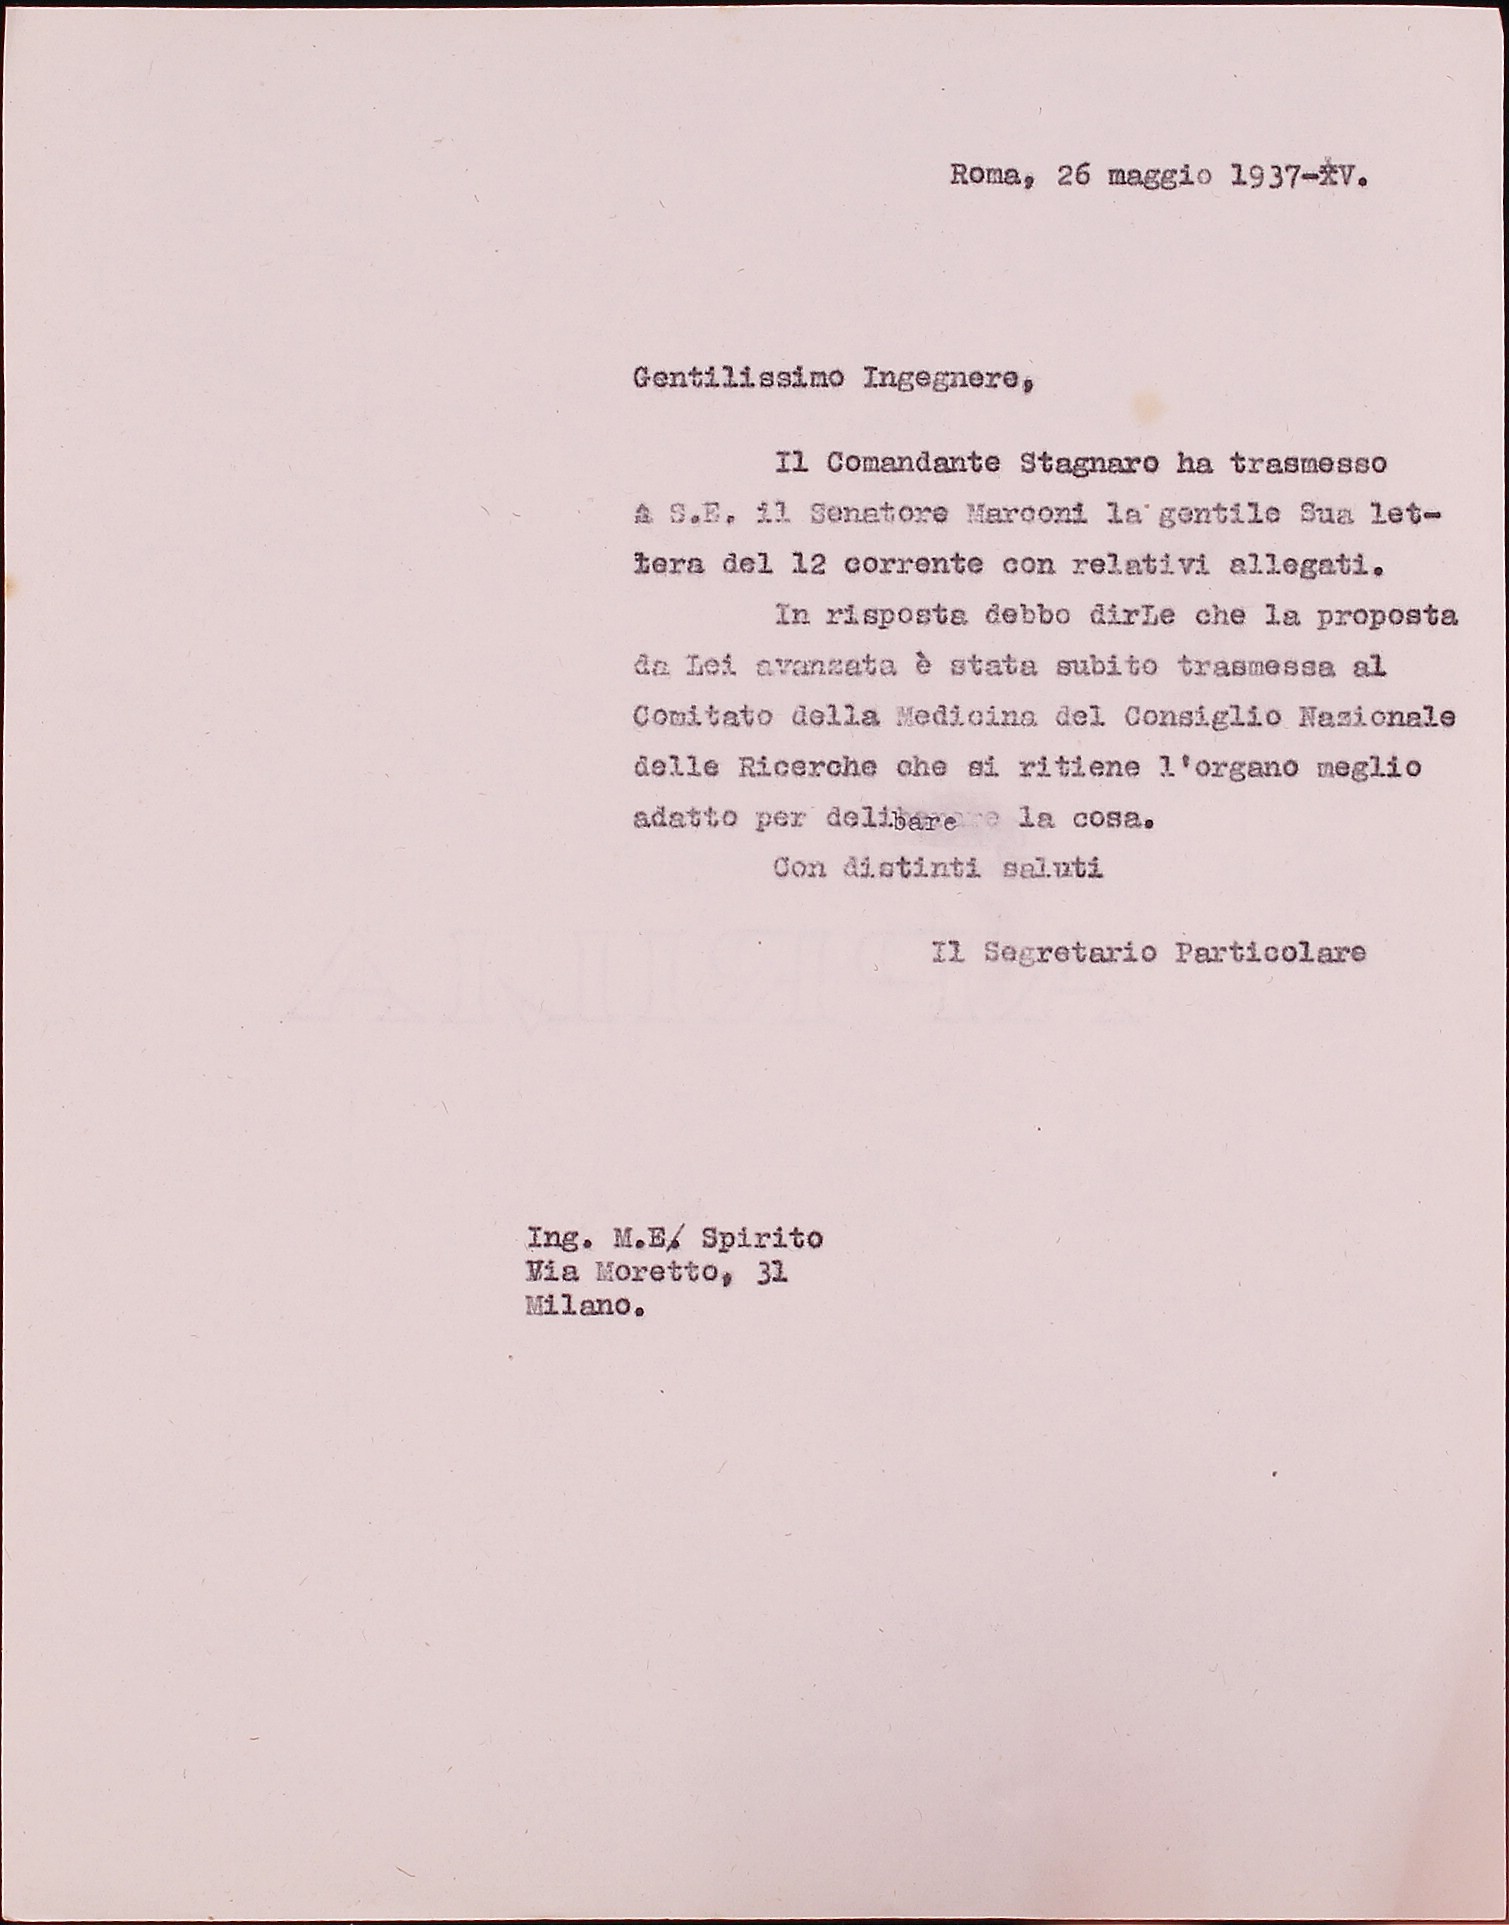 Roma, 26 maggio 1937-XV.
Gentilissimo Ingegnere,
Il Comandante Stagnaro ha trasmesso
a S.E. il Senatore Marconi la gentile Sua let-
tera del 12 corrente con relativi allegati.
In risposta debbo dirLe che la proposta
da Lei avanzata è stata subito trasmessa al
Comitato della Medicina del Consiglio Nazionale
delle Ricerche che si ritiene l'organo meglio
adatto per delibare la cosa.
Con distinti saluti
Il Segretario Particolare
Ing. M.E. Spirito
Via Moretto, 31
Milano.